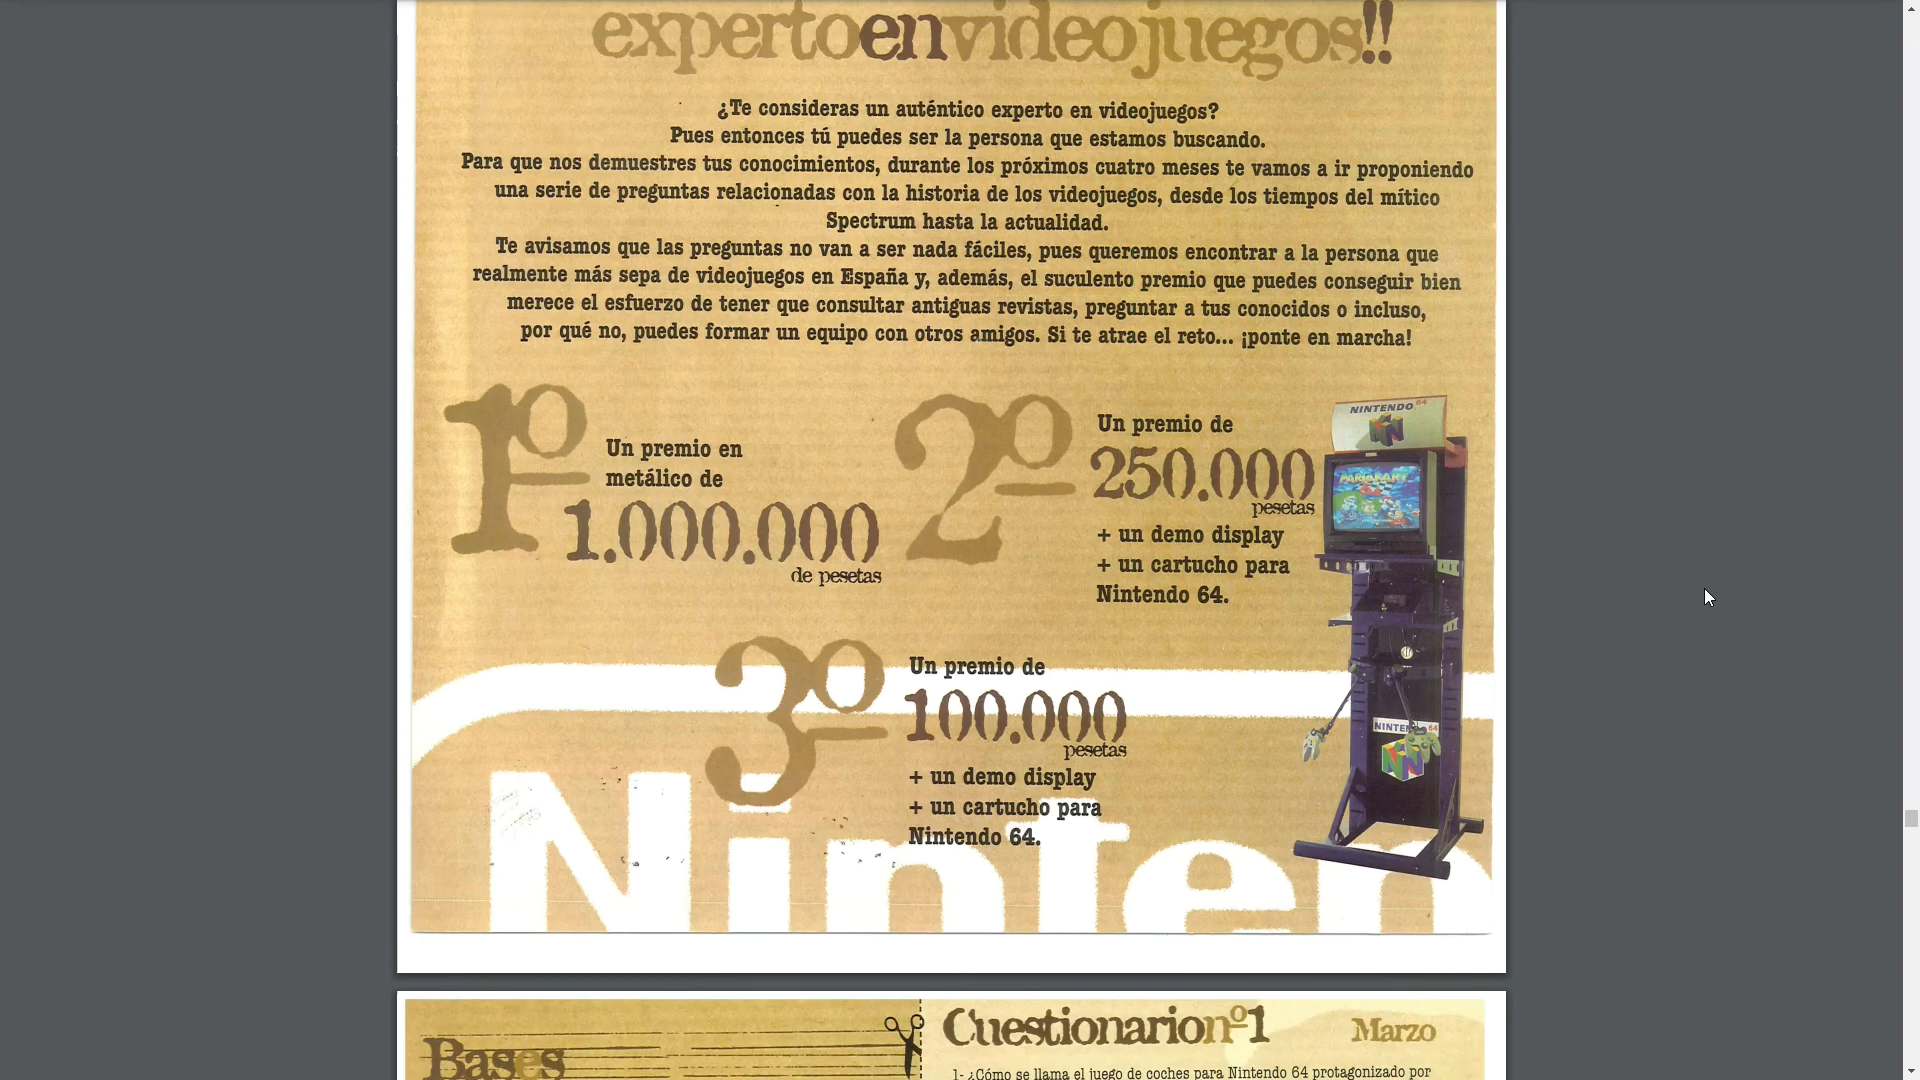 expertoenvideojuegos!!
¿Te consideras un auténtico experto en videojuegos?
Pues entonces tú puedes ser la persona que estamos buscando.
Para que nos demuestres tus conocimientos, durante los próximos cuatro meses te vamos a ir proponiendo
una serie de preguntas relacionadas con la historia de los videojuegos, desde los tiempos del mítico
Spectrum hasta la actualidad.
Te avisamos que las preguntas no van a ser nada fáciles, pues queremos encontrar a la persona que
realmente más sepa de videojuegos en España y, además, el suculento premio que puedes conseguir bien
merece el esfuerzo de tener que consultar antiguas revistas, preguntar a tus conocidos o incluso,
por qué no, puedes formar un equipo con otros amigos. Si te atrae el reto... ¡ponte en marcha!
1º
Un premio en
metálico de
1.000.000
de pesetas
2º
Un premio de
250.000
pesetas
+ un demo display
+ un cartucho para
Nintendo 64.
NINTENDO 64
MARIOKART
NINTEN 64
3º
Un premio de
100.000
pesetas
+ un demo display
+ un cartucho para
Nintendo 64.
Ninten
Bases
Cuestionario nº1
Marzo
1- ¿Cómo se llama el juego de coches para Nintendo 64 protagonizado por